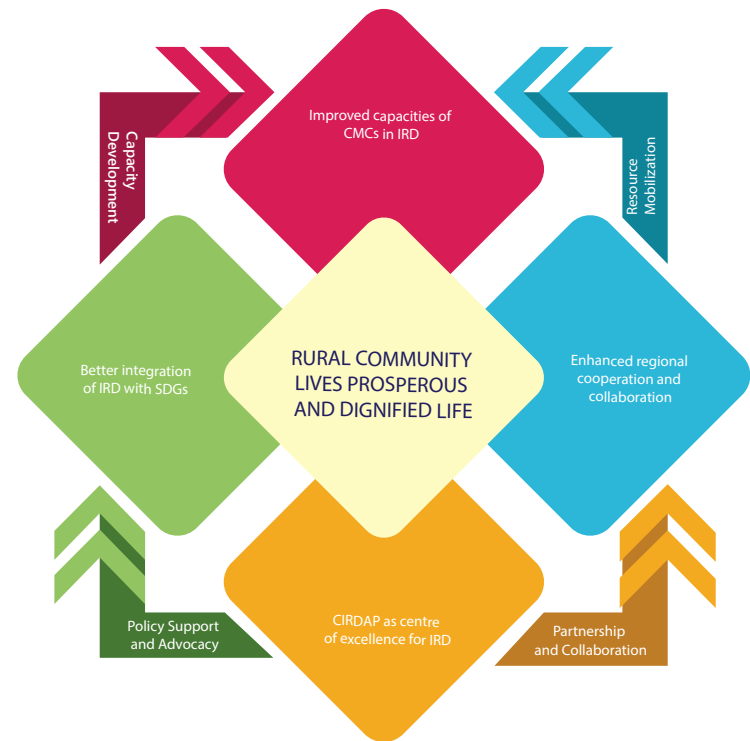 Improved capacities of
CMCs in IRD
Capacity
Development
Resource
Mobilization
Better integration
of IRD with SDGs
RURAL COMMUNITY
LIVES PROSPEROUS
AND DIGNIFIED LIFE
Enhanced regional
cooperation and
collaboration
CIRDAP as centre
of excellence for IRD
Policy Support
and Advocacy
Partnership
and Collaboration